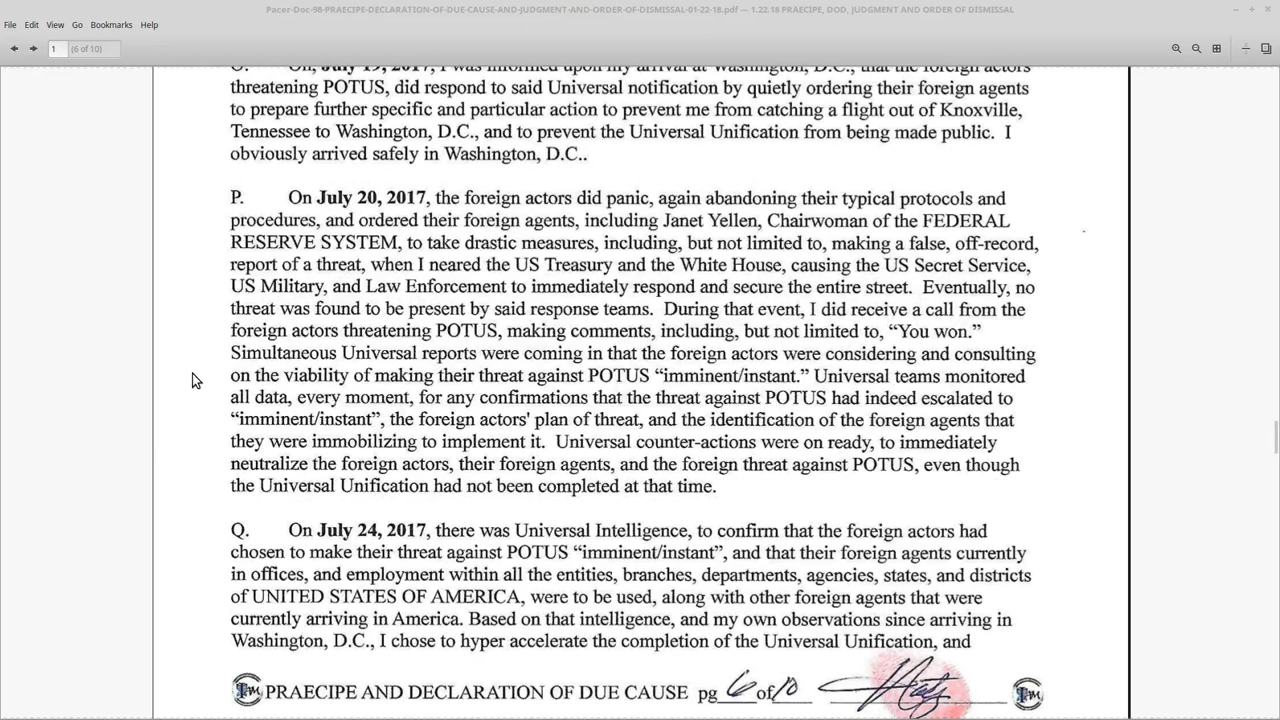 Pacer-Doc-98-PRAECIPE-DECLARATION-OF-DUE-CAUSE-AND-JUDGMENT-AND-ORDER-OF-DISMISSAL-01-22-18.pdf — 1.22.18 PRAECIPE, DOD, JUDGMENT AND ORDER OF DISMISSAL
File Edit View Go Bookmarks Help
1 (6 of 10)
O. On, July 19, 2017, I was informed upon my arrival at Washington, D.C., that the foreign actors
threatening POTUS, did respond to said Universal notification by quietly ordering their foreign agents
to prepare further specific and particular action to prevent me from catching a flight out of Knoxville,
Tennessee to Washington, D.C., and to prevent the Universal Unification from being made public. I
obviously arrived safely in Washington, D.C..
P. On July 20, 2017, the foreign actors did panic, again abandoning their typical protocols and
procedures, and ordered their foreign agents, including Janet Yellen, Chairwoman of the FEDERAL
RESERVE SYSTEM, to take drastic measures, including, but not limited to, making a false, off-record,
report of a threat, when I neared the US Treasury and the White House, causing the US Secret Service,
US Military, and Law Enforcement to immediately respond and secure the entire street. Eventually, no
threat was found to be present by said response teams. During that event, I did receive a call from the
foreign actors threatening POTUS, making comments, including, but not limited to, “You won.”
Simultaneous Universal reports were coming in that the foreign actors were considering and consulting
on the viability of making their threat against POTUS “imminent/instant.” Universal teams monitored
all data, every moment, for any confirmations that the threat against POTUS had indeed escalated to
“imminent/instant”, the foreign actors' plan of threat, and the identification of the foreign agents that
they were immobilizing to implement it. Universal counter-actions were on ready, to immediately
neutralize the foreign actors, their foreign agents, and the foreign threat against POTUS, even though
the Universal Unification had not been completed at that time.
Q. On July 24, 2017, there was Universal Intelligence, to confirm that the foreign actors had
chosen to make their threat against POTUS “imminent/instant”, and that their foreign agents currently
in offices, and employment within all the entities, branches, departments, agencies, states, and districts
of UNITED STATES OF AMERICA, were to be used, along with other foreign agents that were
currently arriving in America. Based on that intelligence, and my own observations since arriving in
Washington, D.C., I chose to hyper accelerate the completion of the Universal Unification, and
PRAECIPE AND DECLARATION OF DUE CAUSE pg 6 of 10